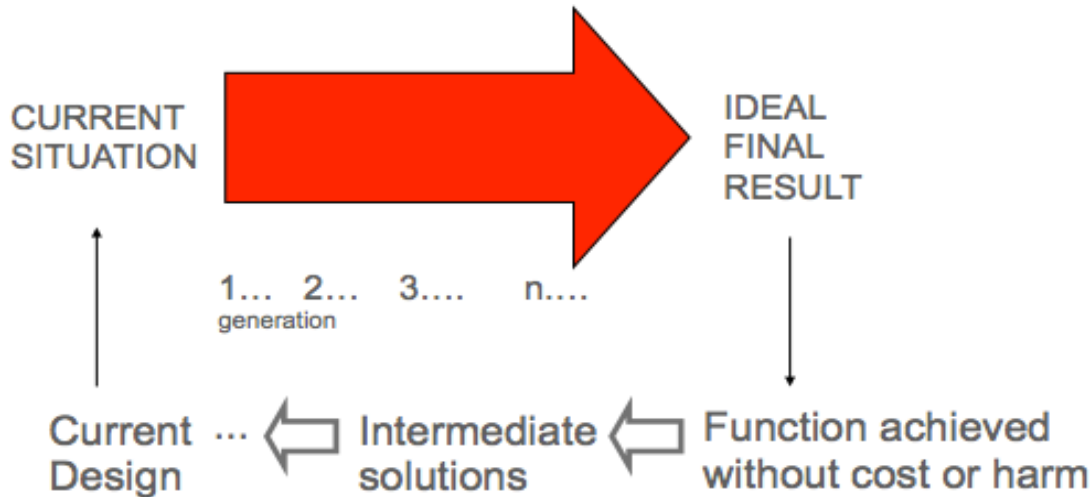 CURRENT
SITUATION
IDEAL
FINAL
RESULT
1... 2... 3.... n....
generation
Current ...
Design
Intermediate
solutions
Function achieved
without cost or harm